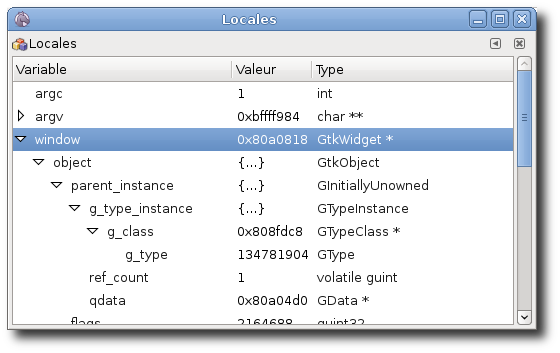 Locales
Locales
Variable Valeur Type
argc 1 int
argv 0xbffff984 char **
window 0x80a0818 GtkWidget *
object {...} GtkObject
parent_instance {...} GInitiallyUnowned
g_type_instance {...} GTypeInstance
g_class 0x808fdc8 GTypeClass *
g_type 134781904 GType
ref_count 1 volatile guint
qdata 0x80a04d0 GData *
flags 2164688 guint32